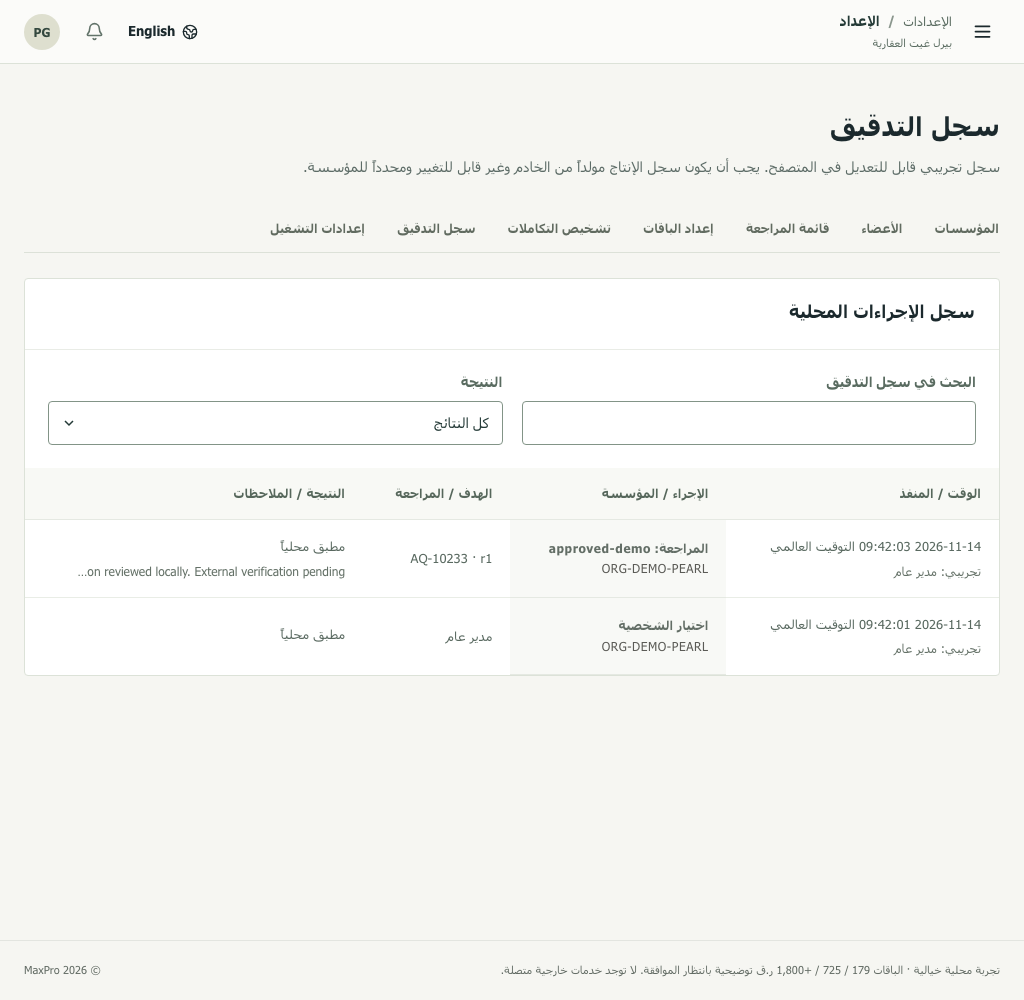 الإعدادات / الإعداد
بيرل غيت العقارية
English
PG
سجل التدقيق
سجل تجريبي قابل للتعديل في المتصفح. يجب أن يكون سجل الإنتاج مولداً من الخادم وغير قابل للتغيير ومحدداً للمؤسسة.
المؤسسات الأعضاء قائمة المراجعة إعداد الباقات تشخيص التكاملات سجل التدقيق إعدادات التشغيل
سجل الإجراءات المحلية
البحث في سجل التدقيق
النتيجة
كل النتائج
الوقت / المنفذ الإجراء / المؤسسة الهدف / المراجعة النتيجة / الملاحظات
2026-11-14 09:42:03 التوقيت العالمي
تجريبي: مدير عام
المراجعة: approved-demo
ORG-DEMO-PEARL
AQ-10233 · r1
مطبق محلياً
...on reviewed locally. External verification pending
2026-11-14 09:42:01 التوقيت العالمي
تجريبي: مدير عام
اختيار الشخصية
ORG-DEMO-PEARL
مدير عام
مطبق محلياً
تجربة محلية خيالية · الباقات 179 / 725 / +1,800 ر.ق توضيحية بانتظار الموافقة. لا توجد خدمات خارجية متصلة.
© 2026 MaxPro